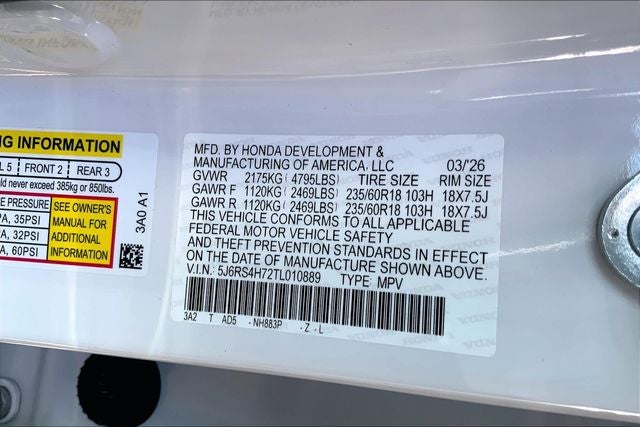 NG INFORMATION
L 5 FRONT 2 REAR 3
uld never exceed 385kg or 850lbs.
E PRESSURE
PA, 35PSI
PA, 32PSI
A, 60PSI
SEE OWNER'S
MANUAL FOR
ADDITIONAL
INFORMATION
3A0 A1
MFD. BY HONDA DEVELOPMENT &
MANUFACTURING OF AMERICA, LLC 03/'26
GVWR 2175KG(4795LBS) TIRE SIZE RIM SIZE
GAWR F 1120KG(2469LBS) 235/60R18 103H 18X7.5J
GAWR R 1120KG(2469LBS) 235/60R18 103H 18X7.5J
THIS VEHICLE CONFORMS TO ALL APPLICABLE
FEDERAL MOTOR VEHICLE SAFETY
AND THEFT PREVENTION STANDARDS IN EFFECT
ON THE DATE OF MANUFACTURE SHOWN ABOVE.
V.I.N.: 5J6RS4H72TL010889 TYPE: MPV
3A2 T AD5 - NH883P - Z - L